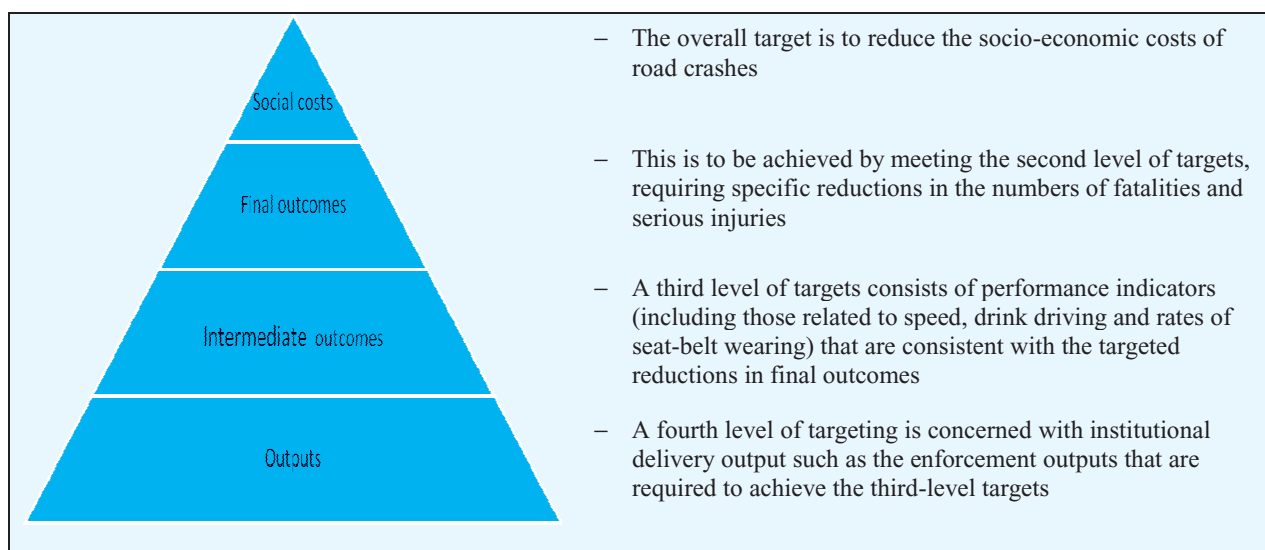 Social costs
– The overall target is to reduce the socio-economic costs of
road crashes
Final outcomes
– This is to be achieved by meeting the second level of targets,
requiring specific reductions in the numbers of fatalities and
serious injuries
Intermediate outcomes
– A third level of targets consists of performance indicators
(including those related to speed, drink driving and rates of
seat-belt wearing) that are consistent with the targeted
reductions in final outcomes
Outputs
– A fourth level of targeting is concerned with institutional
delivery output such as the enforcement outputs that are
required to achieve the third-level targets